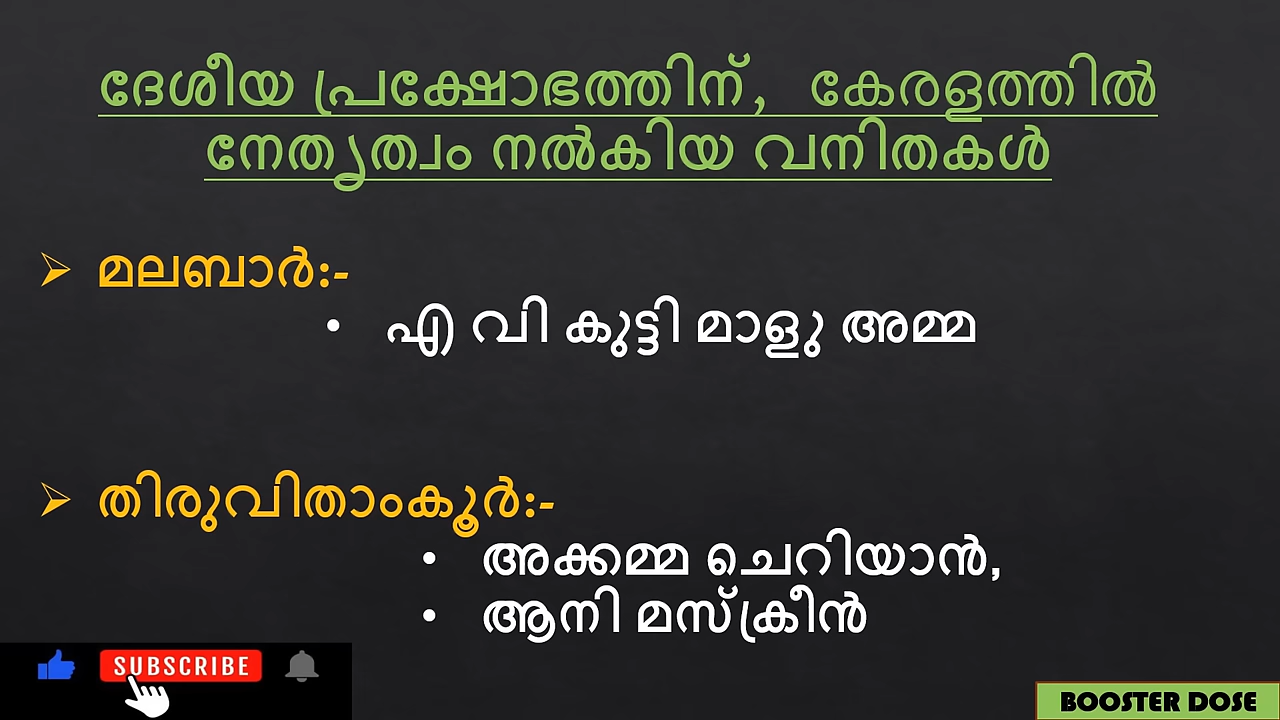 ദേശീയ പ്രക്ഷോഭത്തിന്, കേരളത്തിൽ
നേതൃത്വം നൽകിയ വനിതകൾ
➢ മലബാർ:-
• എ വി കുട്ടി മാളു അമ്മ
➢ തിരുവിതാംകൂർ:-
• അക്കമ്മ ചെറിയാൻ,
• ആനി മസ്ക്രീൻ
SUBSCRIBE
BOOSTER DOSE